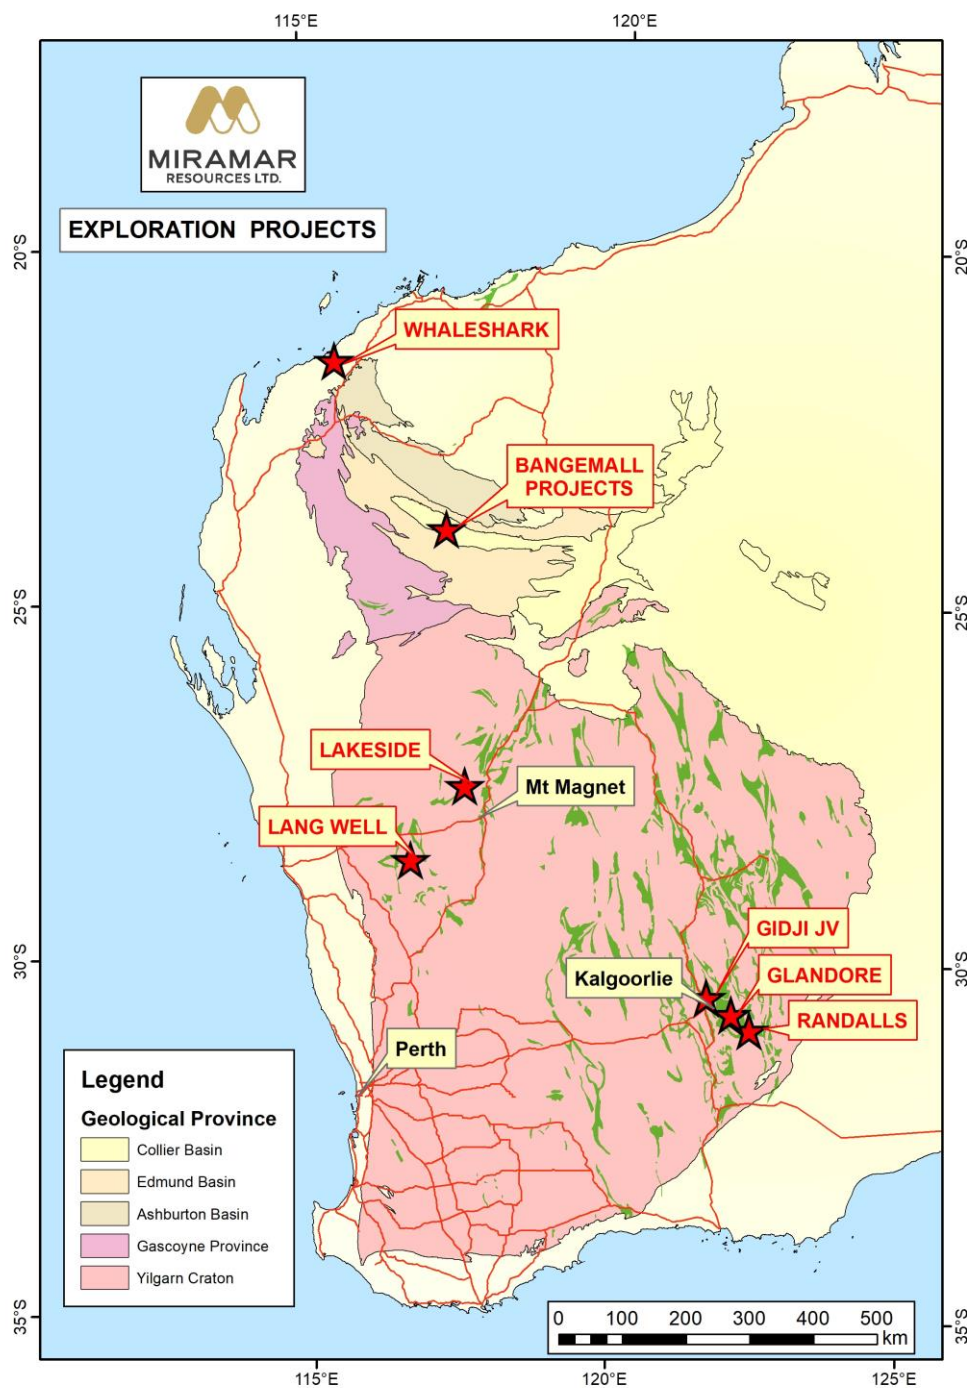 115°E
120°E
MIRAMAR
RESOURCES LTD.
EXPLORATION PROJECTS
20°S
20°S
WHALESHARK
BANGEMALL
PROJECTS
25°S
25°S
LAKESIDE
Mt Magnet
LANG WELL
GIDJI JV
30°S
30°S
Kalgoorlie
GLANDORE
RANDALLS
Perth
Legend
Geological Province
Collier Basin
Edmund Basin
Ashburton Basin
Gascoyne Province
Yilgarn Craton
35°S
35°S
0 100 200 300 400 500
km
115°E
120°E
125°E